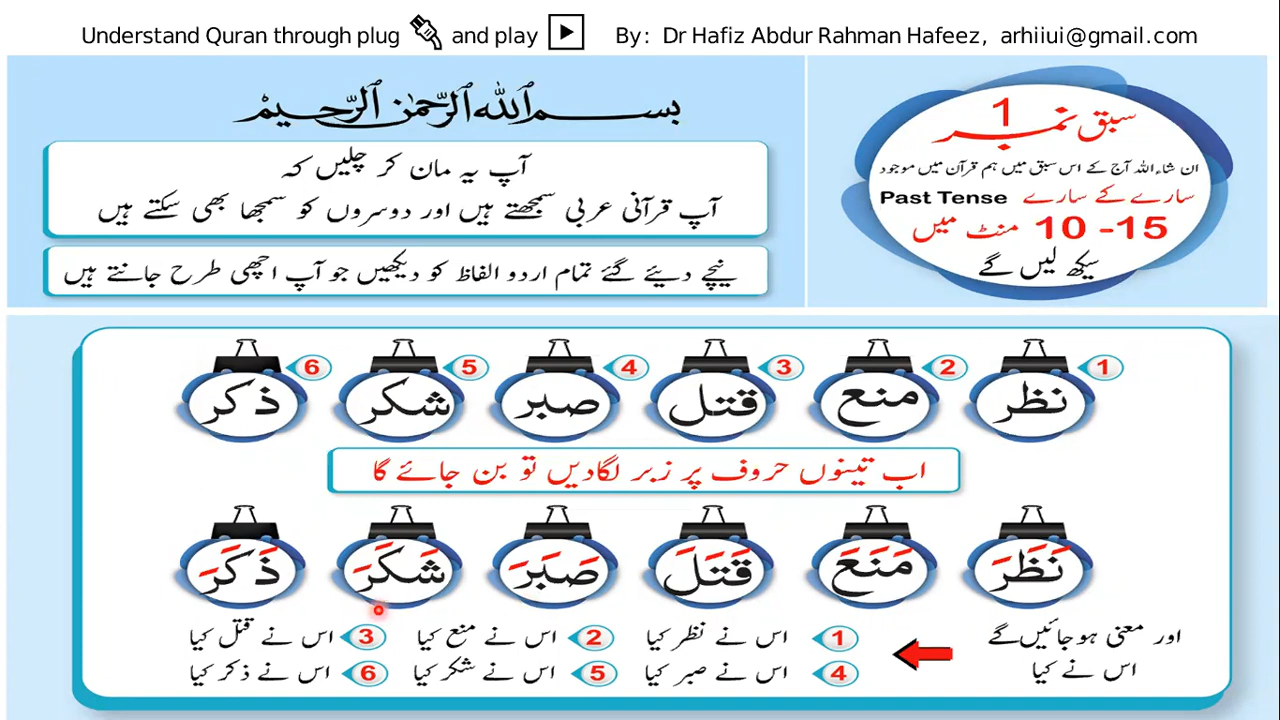 Understand Quran through plug and play By: Dr Hafiz Abdur Rahman Hafeez, arhiiui@gmail.com
سبق نمبر 1
ان شاءاللہ آج کے اس سبق میں ہم قرآن میں موجود
سارے کے سارے Past Tense
10 -15 منٹ میں
سیکھ لیں گے
بسم الله الرحمٰن الرحيم
آپ یہ مان کر چلیں کہ
آپ قرآنی عربی سمجھتے ہیں اور دوسروں کو سمجھا بھی سکتے ہیں
نیچے دیئے گئے تمام اردو الفاظ کو دیکھیں جو آپ اچھی طرح جانتے ہیں
1 نظر 2 منع 3 قتل 4 صبر 5 شکر 6 ذکر
اب تینوں حروف پر زبر لگادیں تو بن جائے گا
نَظَرَ مَنَعَ قَتَلَ صَبَرَ شَكَرَ ذَكَرَ
اور معنی ہوجائیں گے
اس نے کیا
1 اس نے نظر کیا 2 اس نے منع کیا 3 اس نے قتل کیا
4 اس نے صبر کیا 5 اس نے شکر کیا 6 اس نے ذکر کیا